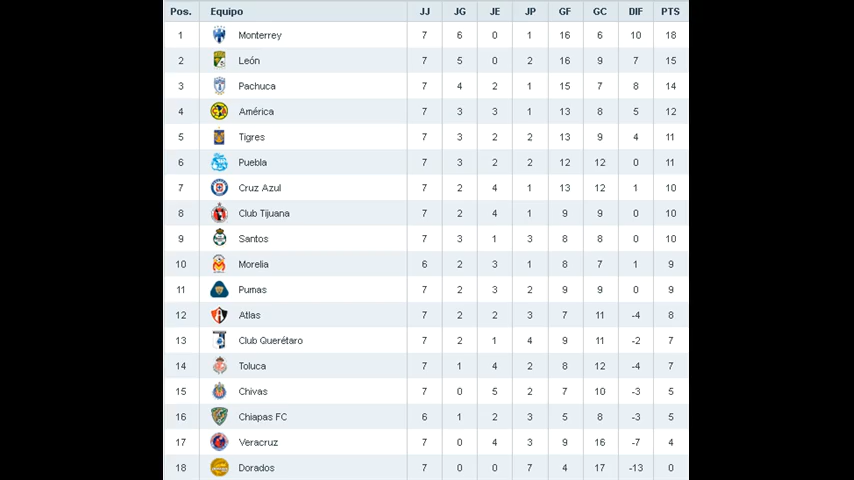 Pos. Equipo JJ JG JE JP GF GC DIF PTS
1 Monterrey 7 6 0 1 16 6 10 18
2 León 7 5 0 2 16 9 7 15
3 Pachuca 7 4 2 1 15 7 8 14
4 América 7 3 3 1 13 8 5 12
5 Tigres 7 3 2 2 13 9 4 11
6 Puebla 7 3 2 2 12 12 0 11
7 Cruz Azul 7 2 4 1 13 12 1 10
8 Club Tijuana 7 2 4 1 9 9 0 10
9 Santos 7 3 1 3 8 8 0 10
10 Morelia 6 2 3 1 8 7 1 9
11 Pumas 7 2 3 2 9 9 0 9
12 Atlas 7 2 2 3 7 11 -4 8
13 Club Querétaro 7 2 1 4 9 11 -2 7
14 Toluca 7 1 4 2 8 12 -4 7
15 Chivas 7 0 5 2 7 10 -3 5
16 Chiapas FC 6 1 2 3 5 8 -3 5
17 Veracruz 7 0 4 3 9 16 -7 4
18 Dorados 7 0 0 7 4 17 -13 0